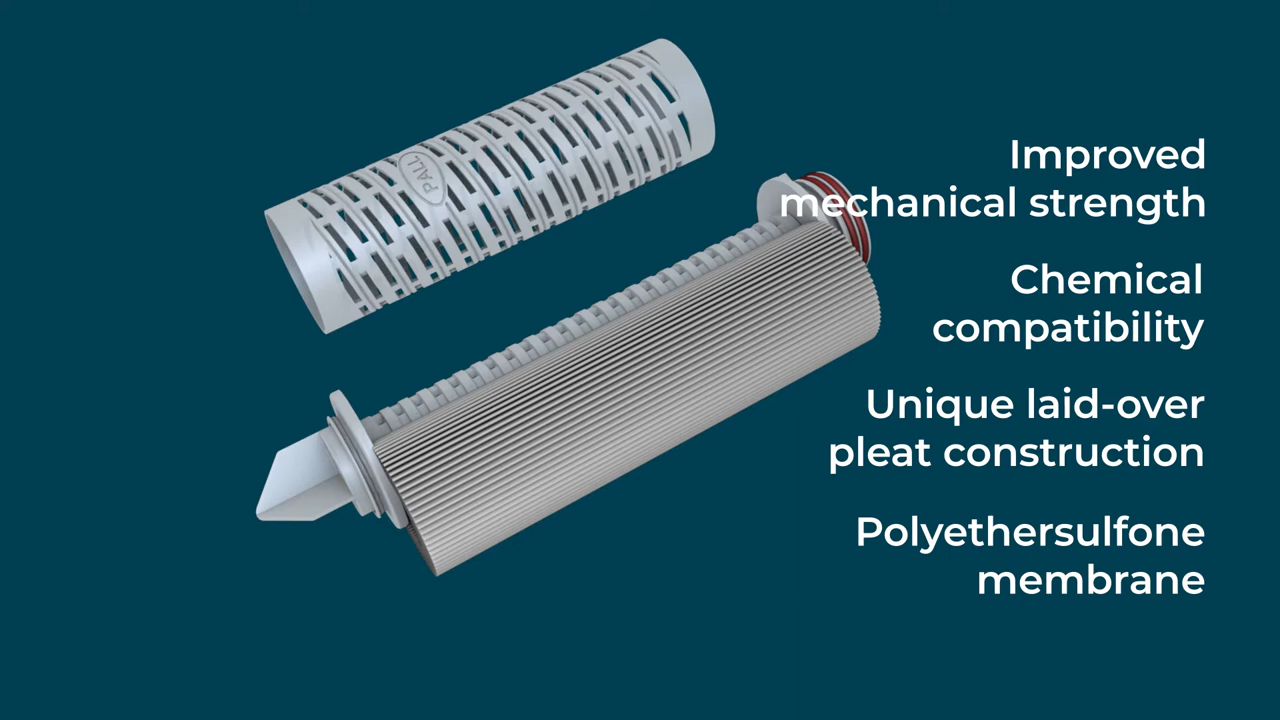 PALL
Improved
mechanical strength
Chemical
compatibility
Unique laid-over
pleat construction
Polyethersulfone
membrane